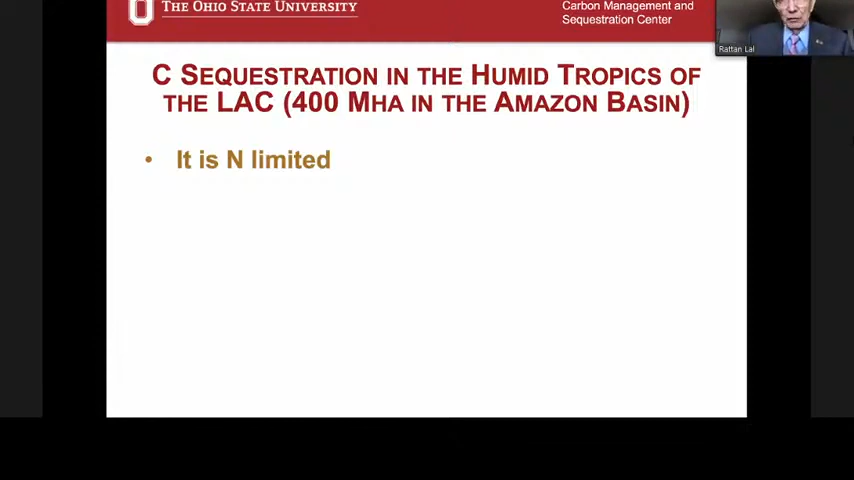 THE OHIO STATE UNIVERSITY
Carbon Management and
Sequestration Center
Rattan Lal
C SEQUESTRATION IN THE HUMID TROPICS OF
THE LAC (400 MHA IN THE AMAZON BASIN)
• It is N limited